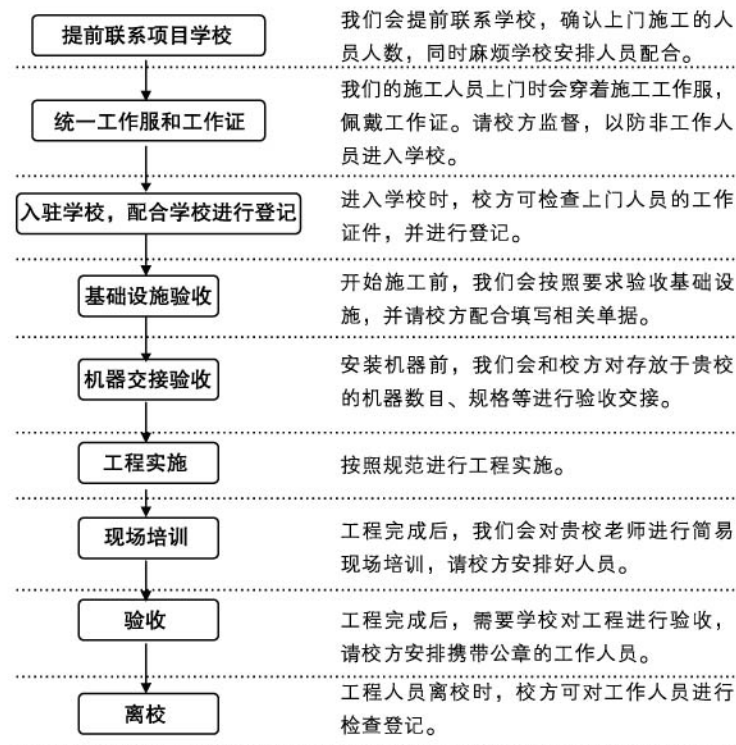 提前联系项目学校
我们会提前联系学校，确认上门施工的人
员人数，同时麻烦学校安排人员配合。
统一工作服和工作证
我们的施工人员上门时会穿着施工工作服，
佩戴工作证。请校方监督，以防非工作人
员进入学校。
入驻学校，配合学校进行登记
进入学校时，校方可检查上门人员的工作
证件，并进行登记。
基础设施验收
开始施工前，我们会按照要求验收基础设
施，并请校方配合填写相关单据。
机器交接验收
安装机器前，我们会和校方对存放于贵校
的机器数目、规格等进行验收交接。
工程实施
按照规范进行工程实施。
现场培训
工程完成后，我们会对贵校老师进行简易
现场培训，请校方安排好人员。
验收
工程完成后，需要学校对工程进行验收，
请校方安排携带公章的工作人员。
离校
工程人员离校时，校方可对工作人员进行
检查登记。